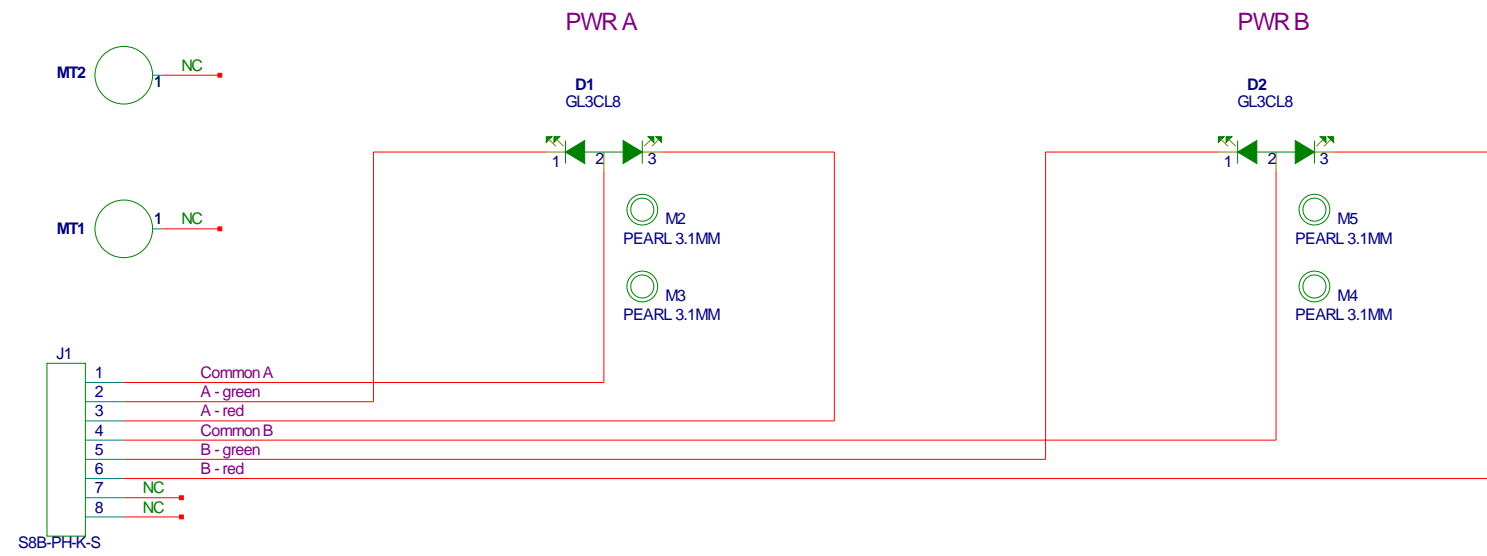 PWR A
PWR B
MT2
1
NC
D1
GL3CL8
D2
GL3CL8
1
2
3
1
2
3
MT1
1
NC
M2
PEARL 3.1MM
M5
PEARL 3.1MM
M3
PEARL 3.1MM
M4
PEARL 3.1MM
J1
1
Common A
2
A - green
3
A - red
4
Common B
5
B - green
6
B - red
7
NC
8
NC
S8B-PH-K-S